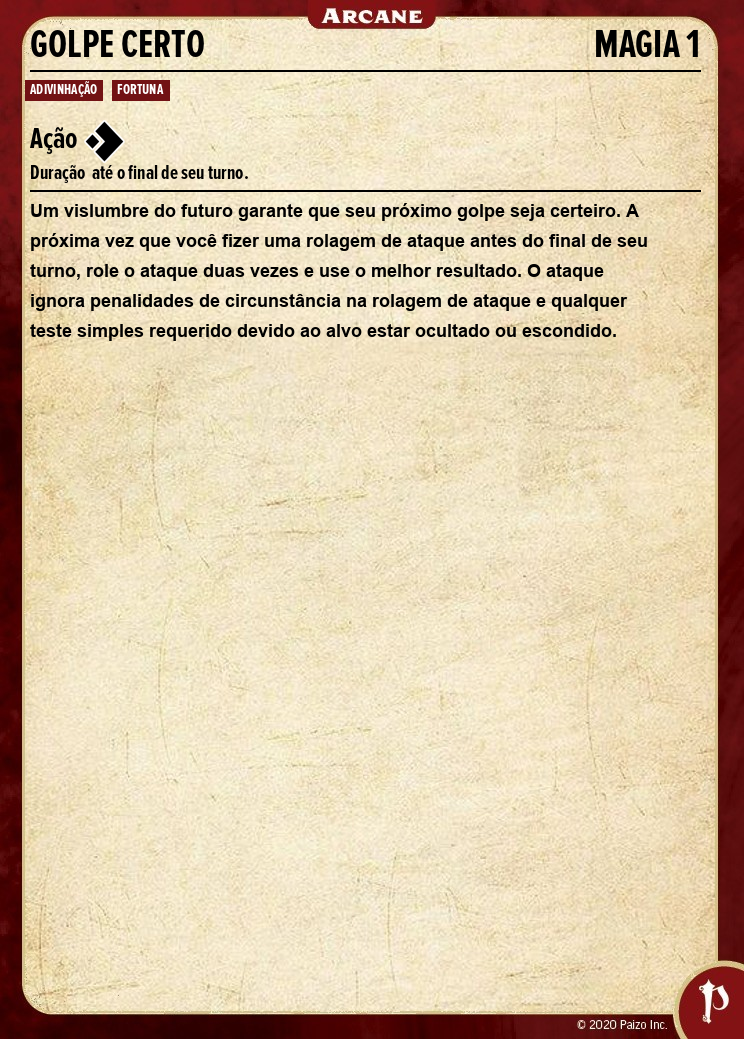 ARCANE
GOLPE CERTO MAGIA 1
ADIVINHAÇÃO FORTUNA
Ação
Duração até o final de seu turno.
Um vislumbre do futuro garante que seu próximo golpe seja certeiro. A
próxima vez que você fizer uma rolagem de ataque antes do final de seu
turno, role o ataque duas vezes e use o melhor resultado. O ataque
ignora penalidades de circunstância na rolagem de ataque e qualquer
teste simples requerido devido ao alvo estar ocultado ou escondido.
© 2020 Paizo Inc.
P